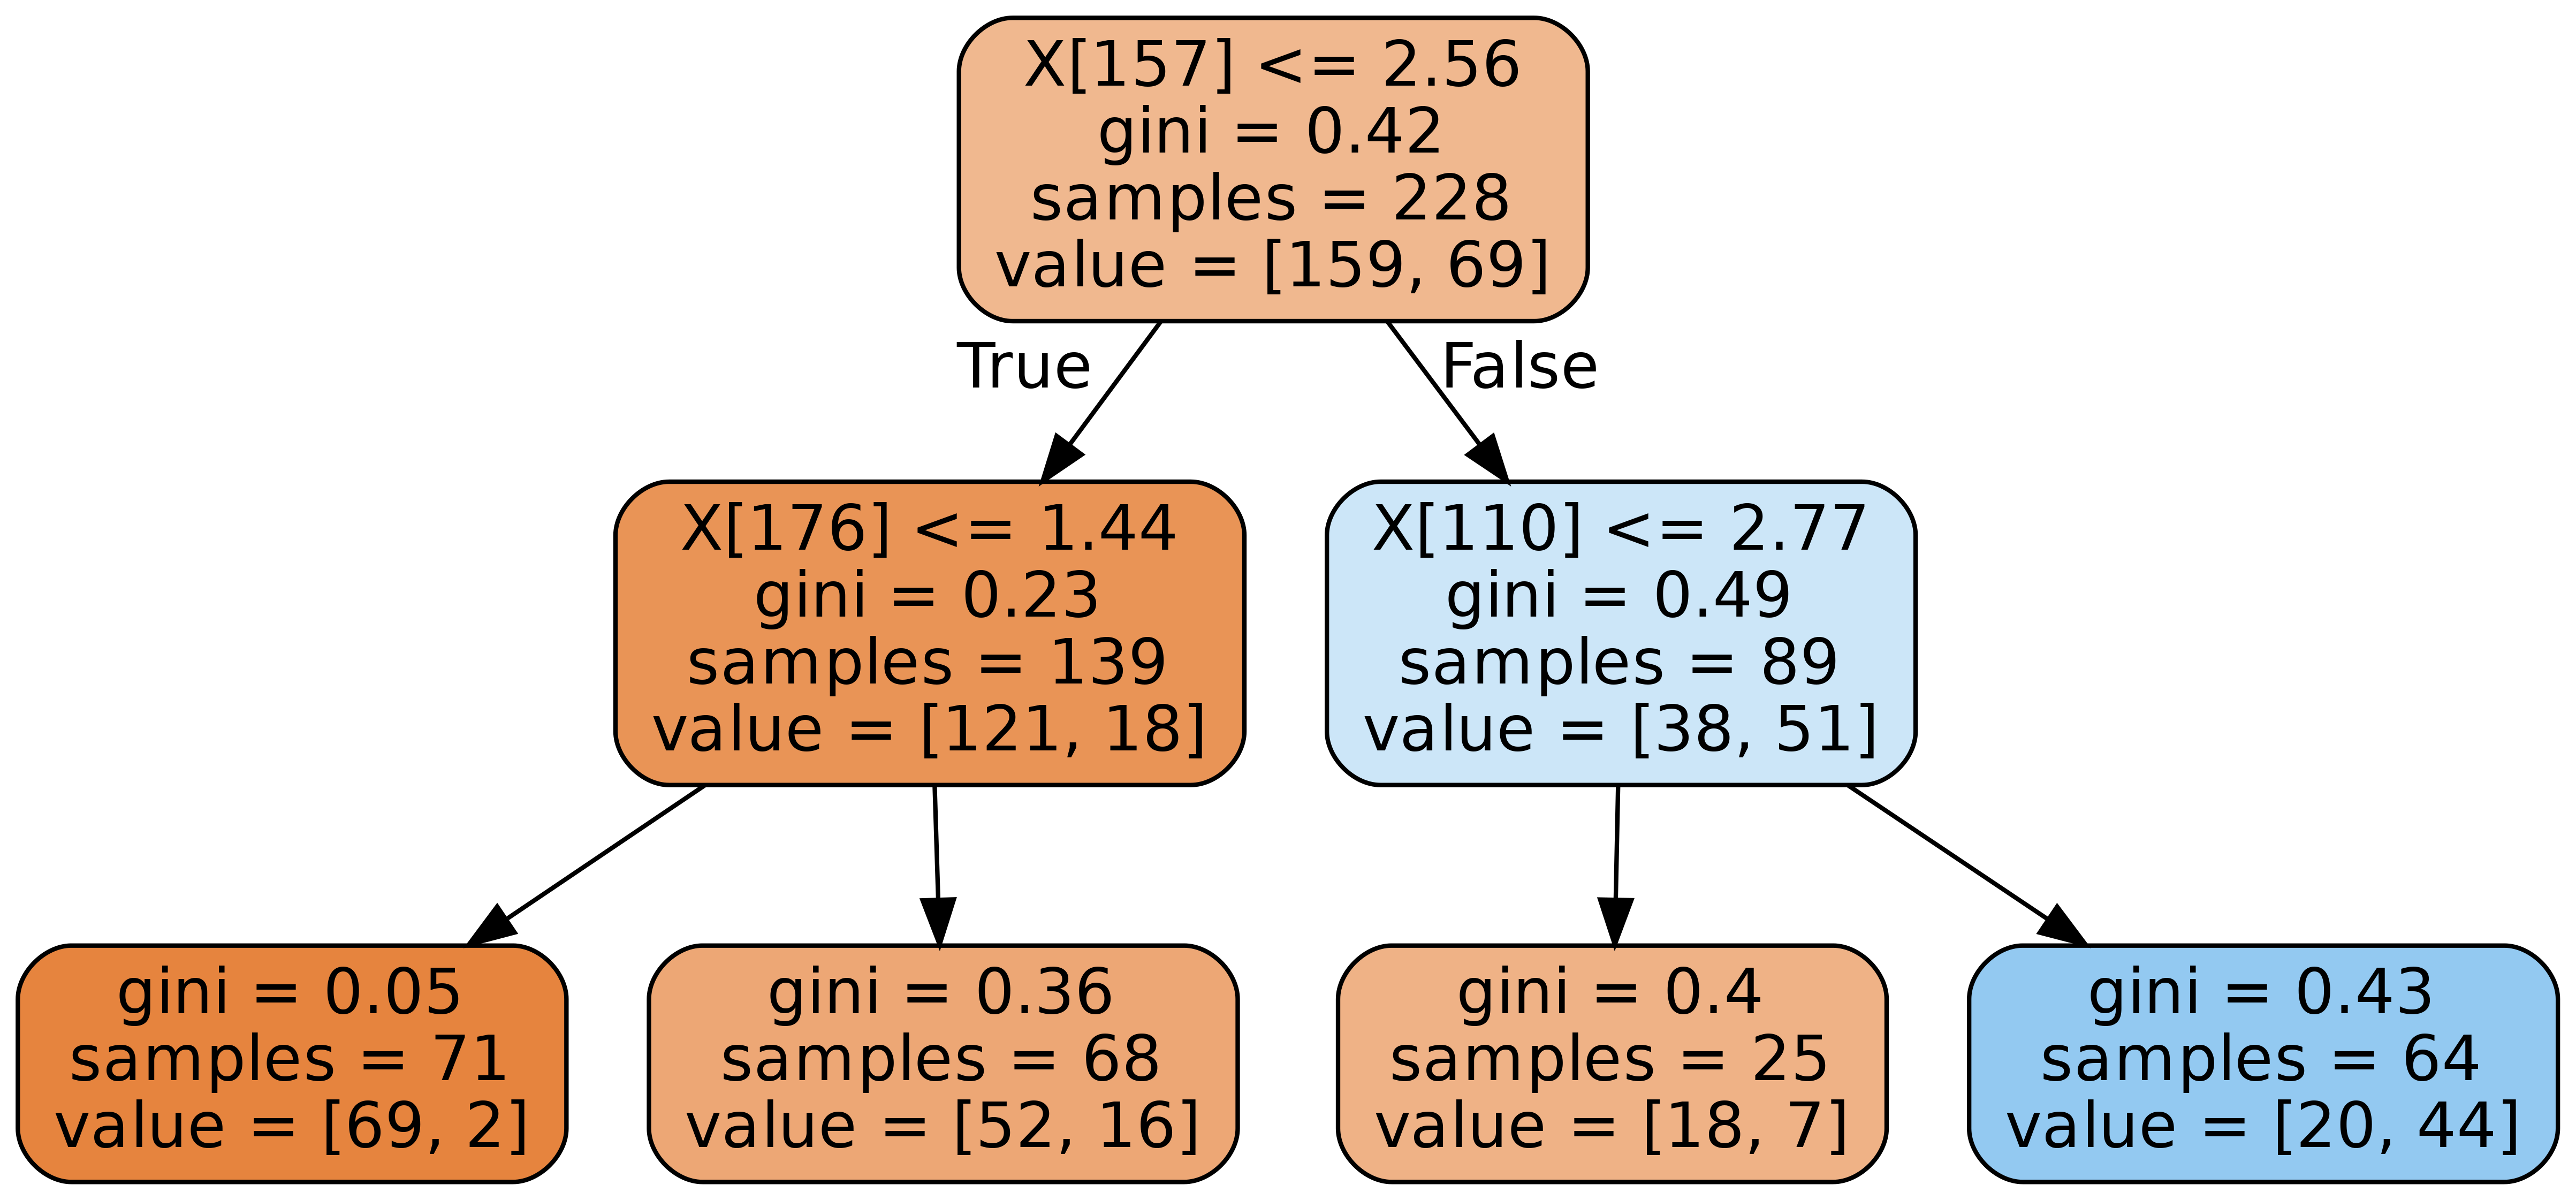 X[157] <= 2.56
gini = 0.42
samples = 228
value = [159, 69]
True
False
X[176] <= 1.44
gini = 0.23
samples = 139
value = [121, 18]
X[110] <= 2.77
gini = 0.49
samples = 89
value = [38, 51]
gini = 0.05
samples = 71
value = [69, 2]
gini = 0.36
samples = 68
value = [52, 16]
gini = 0.4
samples = 25
value = [18, 7]
gini = 0.43
samples = 64
value = [20, 44]